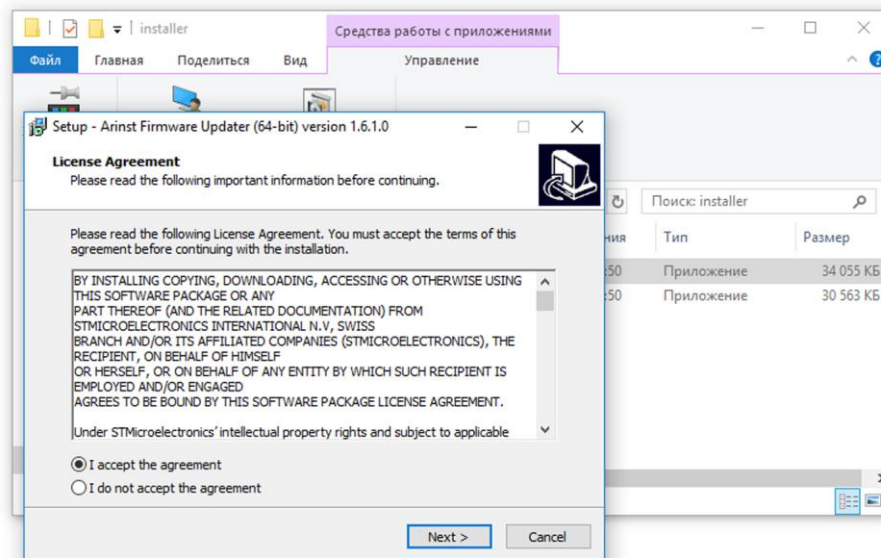 installer
Средства работы с приложениями
Файл
Главная
Поделиться
Вид
Управление
Setup - Arinst Firmware Updater (64-bit) version 1.6.1.0
License Agreement
Please read the following important information before continuing.
Please read the following License Agreement. You must accept the terms of this
agreement before continuing with the installation.
BY INSTALLING COPYING, DOWNLOADING, ACCESSING OR OTHERWISE USING
THIS SOFTWARE PACKAGE OR ANY
PART THEREOF (AND THE RELATED DOCUMENTATION) FROM
STMICROELECTRONICS INTERNATIONAL N.V, SWISS
BRANCH AND/OR ITS AFFILIATED COMPANIES (STMICROELECTRONICS), THE
RECIPIENT, ON BEHALF OF HIMSELF
OR HERSELF, OR ON BEHALF OF ANY ENTITY BY WHICH SUCH RECIPIENT IS
EMPLOYED AND/OR ENGAGED
AGREES TO BE BOUND BY THIS SOFTWARE PACKAGE LICENSE AGREEMENT.
Under STMicroelectronics’ intellectual property rights and subject to applicable
I accept the agreement
I do not accept the agreement
Next >
Cancel
Поиск: installer
ния
Тип
Размер
:50
Приложение
34 055 КБ
:50
Приложение
30 563 КБ